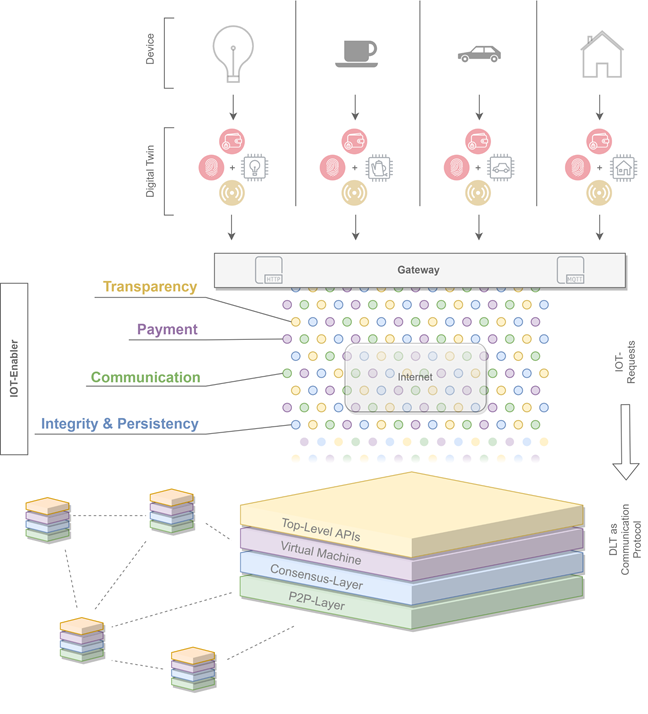 Device
Digital Twin
+
+
+
+
HTTP
Gateway
MQTT
IOT-Enabler
Transparency
Payment
Communication
Integrity & Persistency
Internet
IOT-
Requests
DLT as
Communication
Protocol
Top-Level APIs
Virtual Machine
Consensus-Layer
P2P-Layer